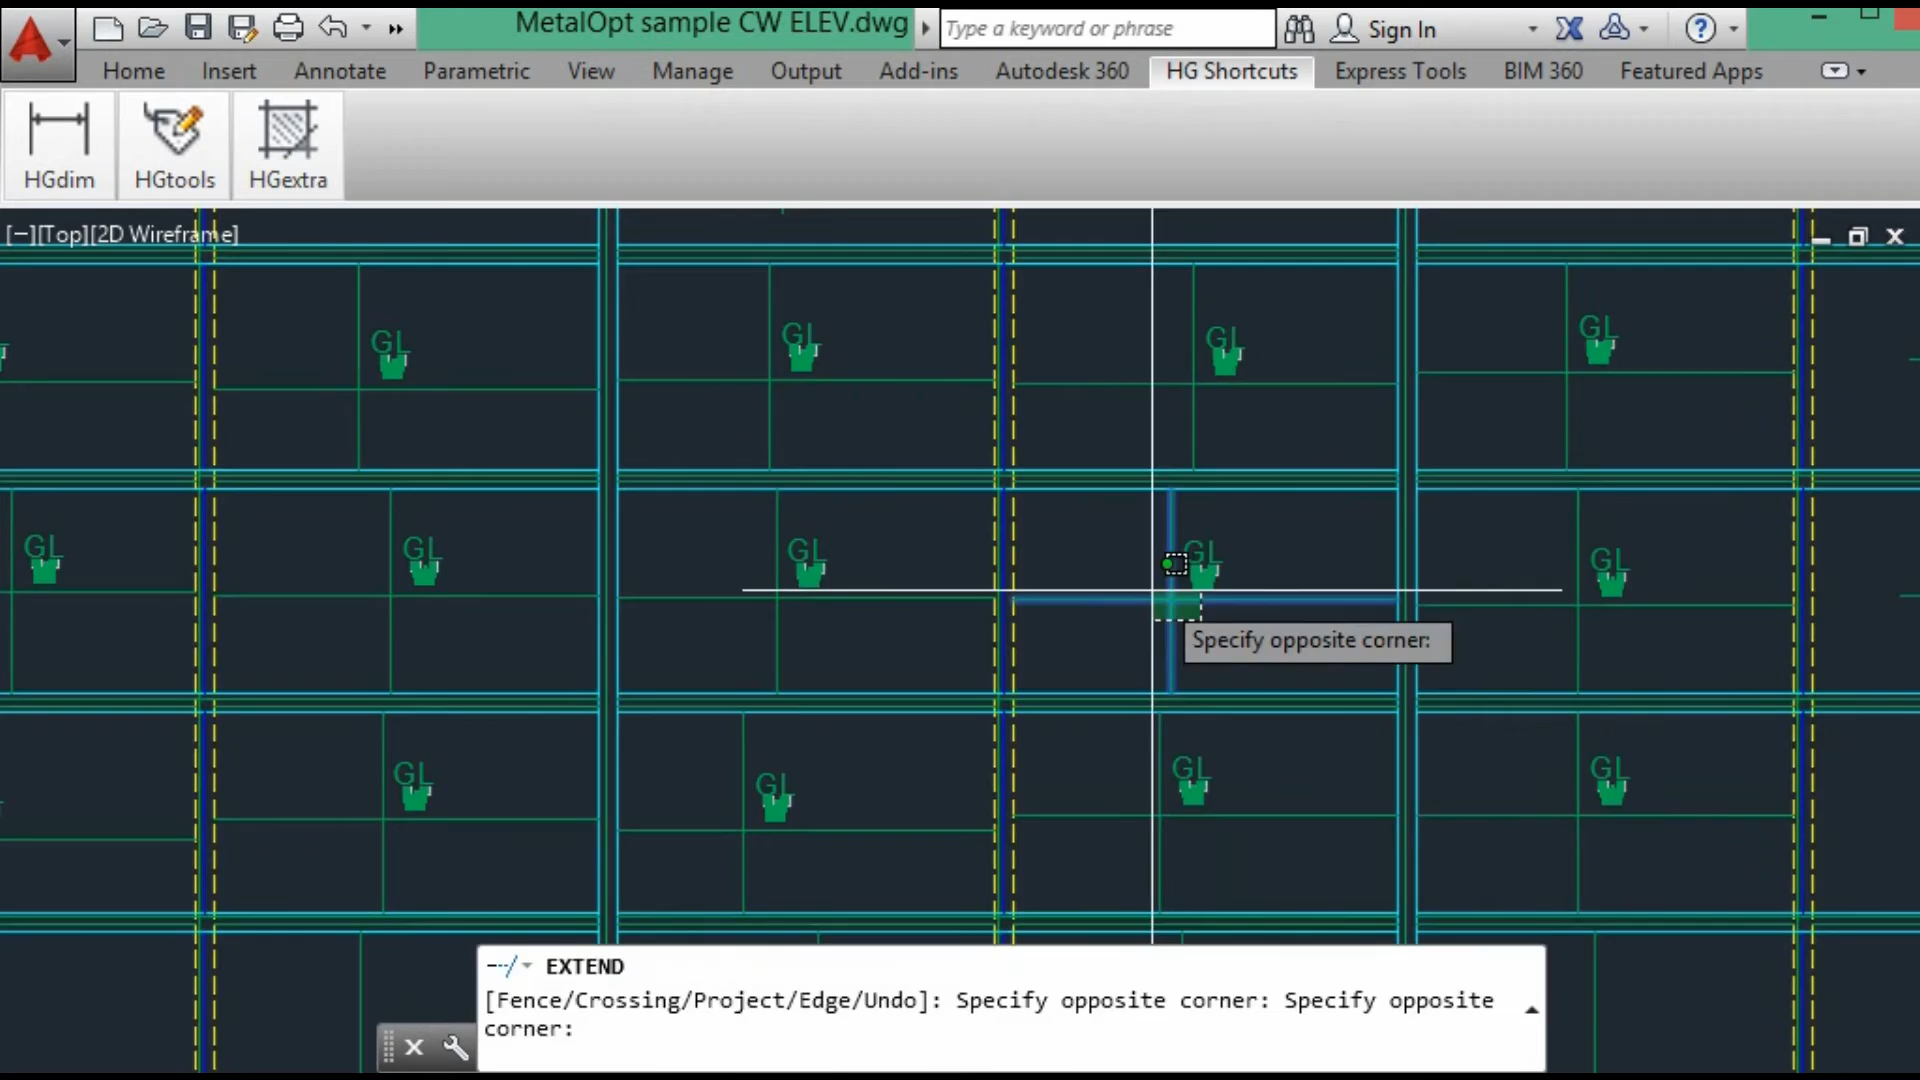 MetalOpt sample CW ELEV.dwg
Type a keyword or phrase
Sign In
Home Insert Annotate Parametric View Manage Output Add-ins Autodesk 360 HG Shortcuts Express Tools BIM 360 Featured Apps
HGdim HGtools HGextra
[−][Top][2D Wireframe]
GL GL GL GL
GL GL GL GL GL
Specify opposite corner:
GL GL GL GL
EXTEND
[Fence/Crossing/Project/Edge/Undo]: Specify opposite corner: Specify opposite
corner: